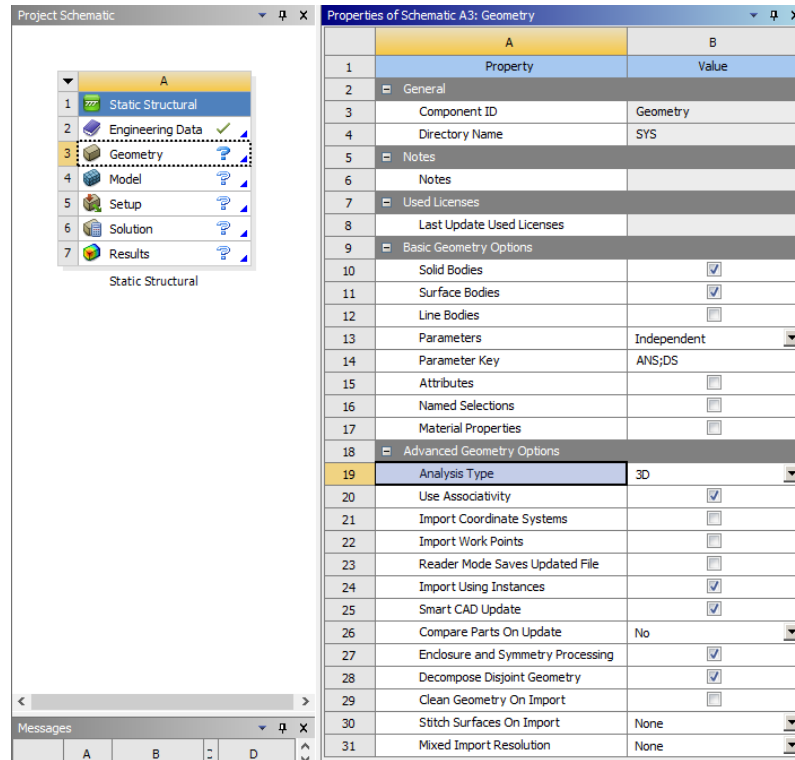 Project Schematic
A
1 Static Structural
2 Engineering Data
3 Geometry
4 Model
5 Setup
6 Solution
7 Results
Static Structural
Messages
A B C D
Properties of Schematic A3: Geometry
A B
1 Property Value
2 General
3 Component ID Geometry
4 Directory Name SYS
5 Notes
6 Notes
7 Used Licenses
8 Last Update Used Licenses
9 Basic Geometry Options
10 Solid Bodies
11 Surface Bodies
12 Line Bodies
13 Parameters Independent
14 Parameter Key ANS;DS
15 Attributes
16 Named Selections
17 Material Properties
18 Advanced Geometry Options
19 Analysis Type 3D
20 Use Associativity
21 Import Coordinate Systems
22 Import Work Points
23 Reader Mode Saves Updated File
24 Import Using Instances
25 Smart CAD Update
26 Compare Parts On Update No
27 Enclosure and Symmetry Processing
28 Decompose Disjoint Geometry
29 Clean Geometry On Import
30 Stitch Surfaces On Import None
31 Mixed Import Resolution None